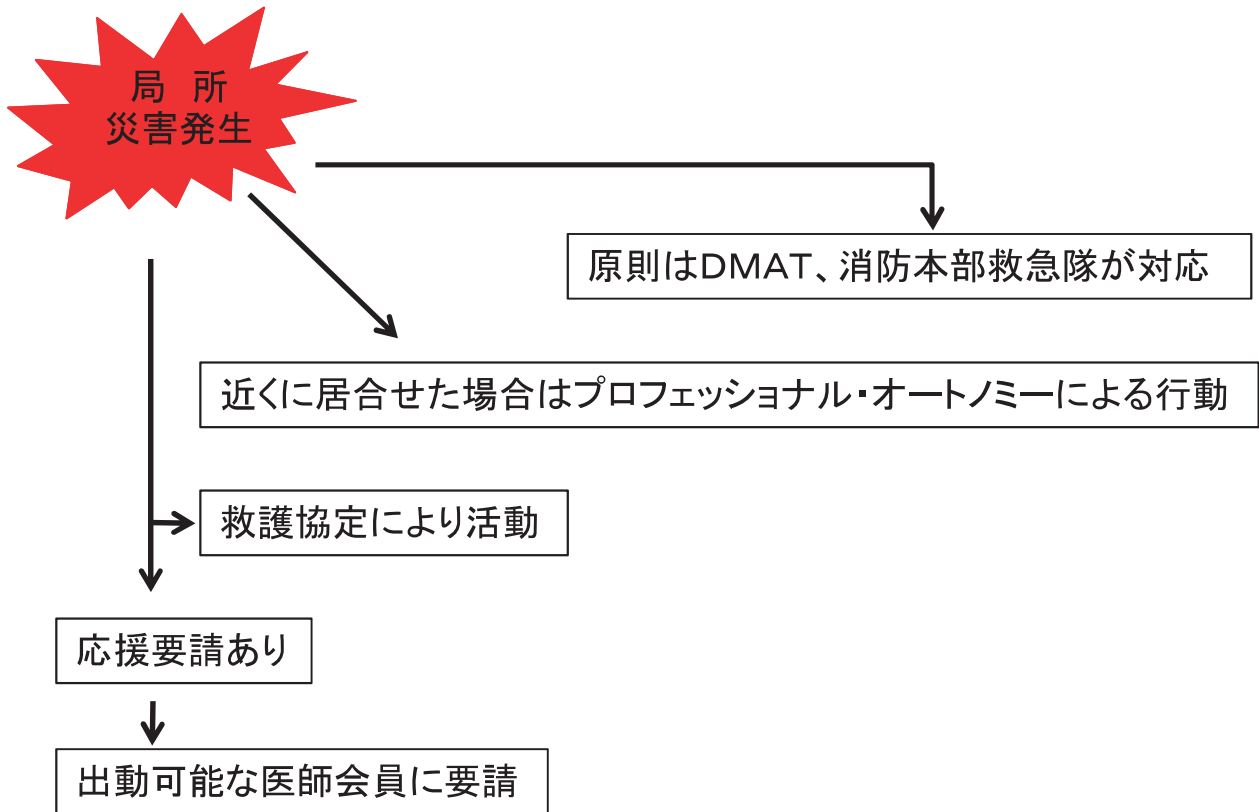 局 所
災害発生
原則はDMAT、消防本部救急隊が対応
近くに居合せた場合はプロフェッショナル・オートノミーによる行動
救護協定により活動
応援要請あり
出動可能な医師会員に要請